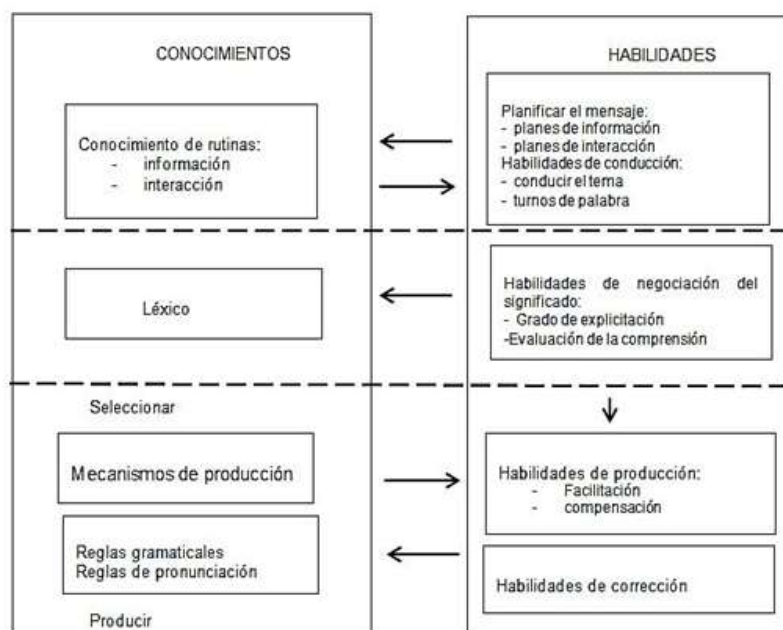 CONOCIMIENTOS
Conocimiento de rutinas:
- información
- interacción
Léxico
Seleccionar
Mecanismos de producción
Reglas gramaticales
Reglas de pronunciación
Producir
HABILIDADES
Planificar el mensaje:
- planes de información
- planes de interacción
Habilidades de conducción:
- conducir el tema
- turnos de palabra
Habilidades de negociación del
significado:
- Grado de explicitación
-Evaluación de la comprensión
Habilidades de producción:
- Facilitación
- compensación
Habilidades de corrección